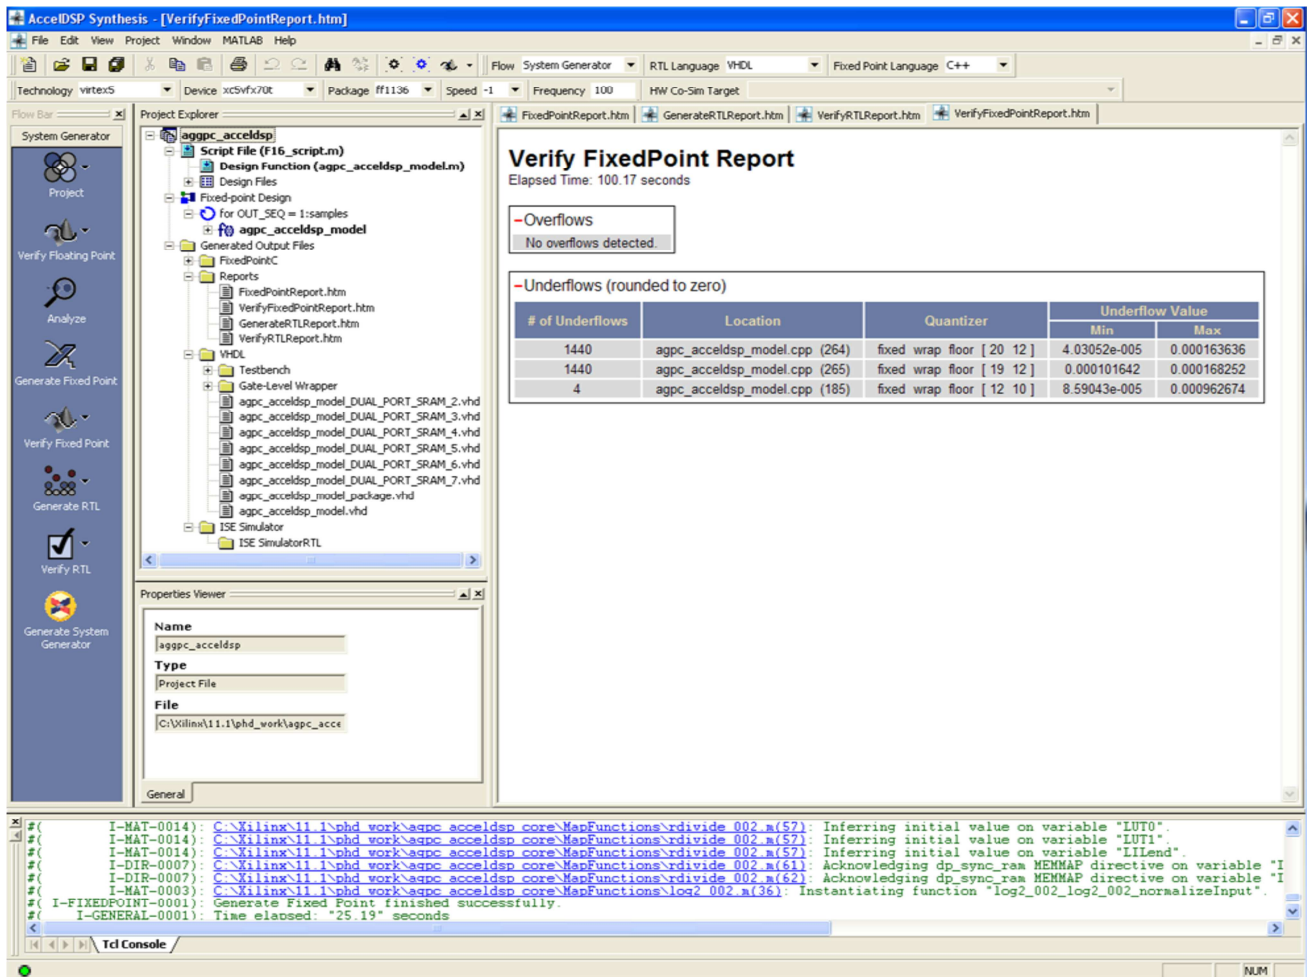 AccelDSP Synthesis - [VerifyFixedPointReport.htm]
File Edit View Project Window MATLAB Help
Flow System Generator RTL Language VHDL Fixed Point Language C++
Technology virtex5 Device xc5vfx70t Package ff1136 Speed -1 Frequency 100 HW Co-Sim Target
Flow Bar
System Generator
Project
Verify Floating Point
Analyze
Generate Fixed Point
Verify Fixed Point
Generate RTL
Verify RTL
Generate System
Generator
Project Explorer
aggpc_acceldsp
Script File (F16_script.m)
Design Function (agpc_acceldsp_model.m)
Design Files
Fixed-point Design
for OUT_SEQ = 1:samples
agpc_acceldsp_model
Generated Output Files
FixedPointC
Reports
FixedPointReport.htm
VerifyFixedPointReport.htm
GenerateRTLReport.htm
VerifyRTLReport.htm
VHDL
Testbench
Gate-Level Wrapper
agpc_acceldsp_model_DUAL_PORT_SRAM_2.vhd
agpc_acceldsp_model_DUAL_PORT_SRAM_3.vhd
agpc_acceldsp_model_DUAL_PORT_SRAM_4.vhd
agpc_acceldsp_model_DUAL_PORT_SRAM_5.vhd
agpc_acceldsp_model_DUAL_PORT_SRAM_6.vhd
agpc_acceldsp_model_DUAL_PORT_SRAM_7.vhd
agpc_acceldsp_model_package.vhd
agpc_acceldsp_model.vhd
ISE Simulator
ISE SimulatorRTL
Properties Viewer
Name
aggpc_acceldsp
Type
Project File
File
C:\Xilinx\11.1\phd_work\agpc_acce
General
FixedPointReport.htm GenerateRTLReport.htm VerifyRTLReport.htm VerifyFixedPointReport.htm
Verify FixedPoint Report
Elapsed Time: 100.17 seconds
−Overflows
No overflows detected.
−Underflows (rounded to zero)
# of Underflows Location Quantizer Underflow Value
Min Max
1440 agpc_acceldsp_model.cpp (264) fixed wrap floor [ 20 12 ] 4.03052e-005 0.000163636
1440 agpc_acceldsp_model.cpp (265) fixed wrap floor [ 19 12 ] 0.000101642 0.000168252
4 agpc_acceldsp_model.cpp (185) fixed wrap floor [ 12 10 ] 8.59043e-005 0.000962674
#( I-MAT-0014): C:\Xilinx\11.1\phd_work\agpc_acceldsp_core\MapFunctions\rdivide_002.m(57): Inferring initial value on variable "LUT0".
#( I-MAT-0014): C:\Xilinx\11.1\phd_work\agpc_acceldsp_core\MapFunctions\rdivide_002.m(57): Inferring initial value on variable "LUT1".
#( I-MAT-0014): C:\Xilinx\11.1\phd_work\agpc_acceldsp_core\MapFunctions\rdivide_002.m(57): Inferring initial value on variable "LILend".
#( I-DIR-0007): C:\Xilinx\11.1\phd_work\agpc_acceldsp_core\MapFunctions\rdivide_002.m(61): Acknowledging dp_sync_ram MEMMAP directive on variable "I
#( I-DIR-0007): C:\Xilinx\11.1\phd_work\agpc_acceldsp_core\MapFunctions\rdivide_002.m(62): Acknowledging dp_sync_ram MEMMAP directive on variable "I
#( I-MAT-0003): C:\Xilinx\11.1\phd_work\agpc_acceldsp_core\MapFunctions\log2_002.m(36): Instantiating function "log2_002_log2_002_normalizeInput".
#( I-FIXEDPOINT-0001): Generate Fixed Point finished successfully.
#( I-GENERAL-0001): Time elapsed: "25.19" seconds
Tcl Console
NUM